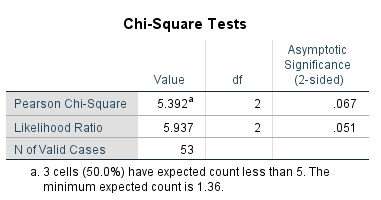 Chi-Square Tests
Asymptotic
Significance
Value df (2-sided)
Pearson Chi-Square 5.392a 2 .067
Likelihood Ratio 5.937 2 .051
N of Valid Cases 53
a. 3 cells (50.0%) have expected count less than 5. The
minimum expected count is 1.36.